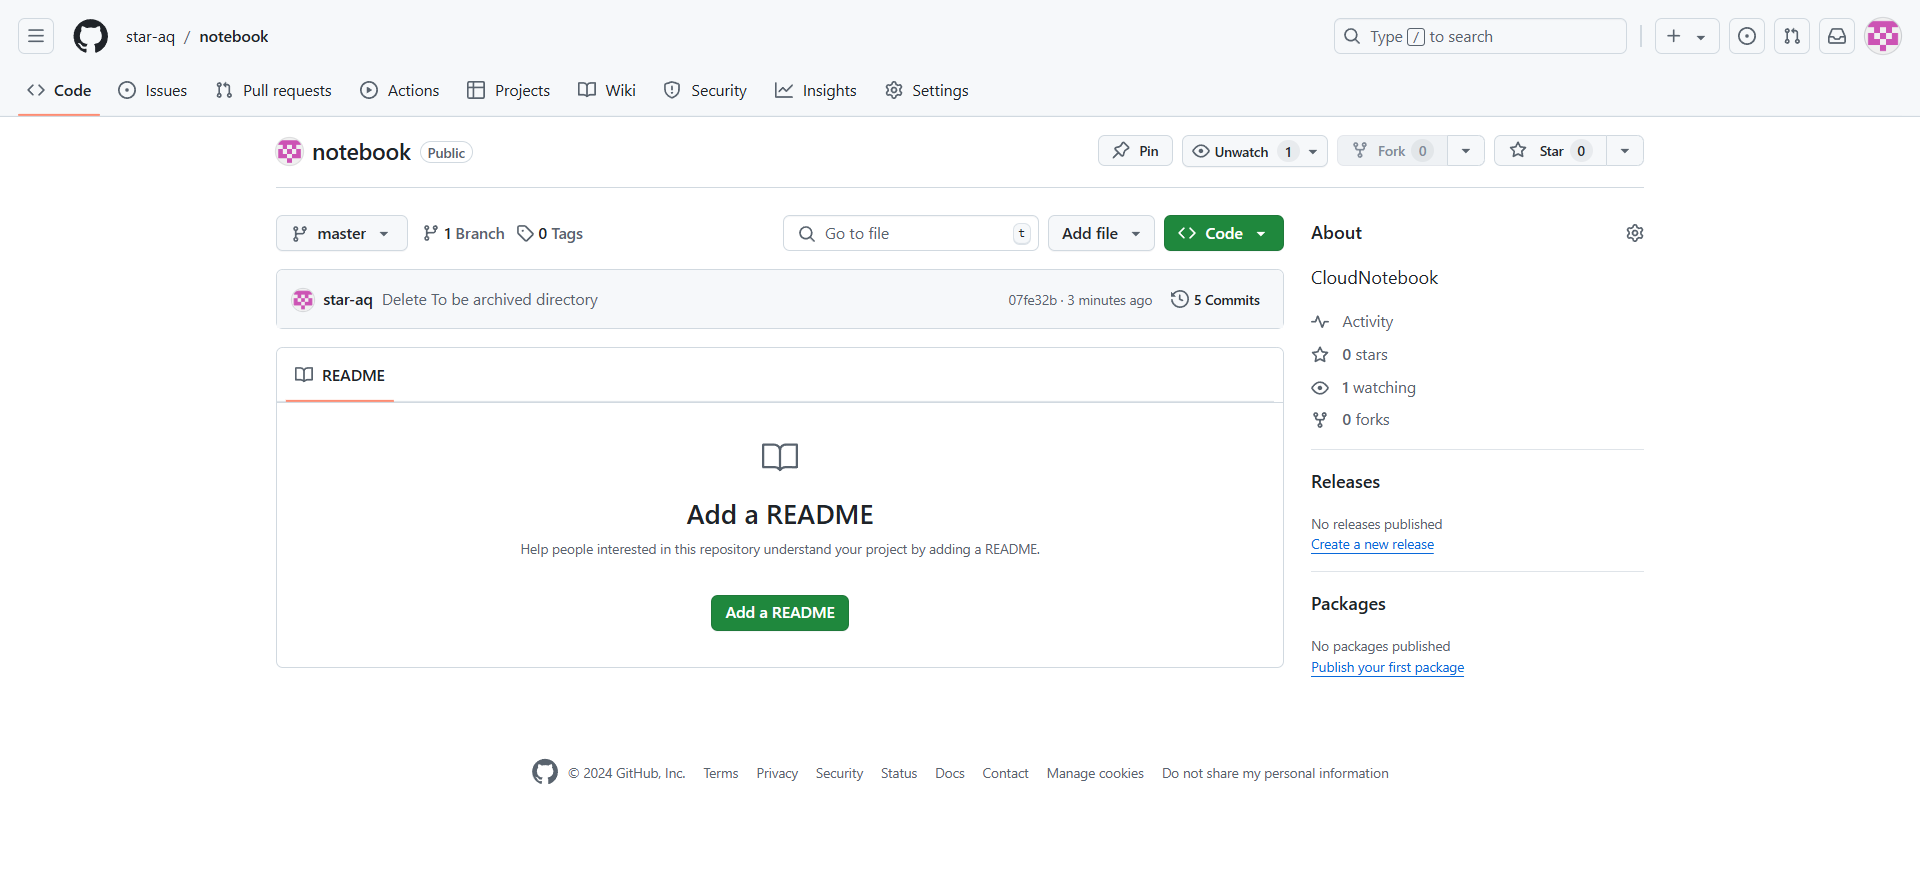 star-aq / notebook
Type / to search
Code Issues Pull requests Actions Projects Wiki Security Insights Settings
notebook Public
Pin Unwatch 1 Fork 0 Star 0
master 1 Branch 0 Tags
Go to file t
Add file Code
About
CloudNotebook
star-aq Delete To be archived directory 07fe32b · 3 minutes ago 5 Commits
Activity
0 stars
1 watching
0 forks
README
Add a README
Help people interested in this repository understand your project by adding a README.
Add a README
Releases
No releases published
Create a new release
Packages
No packages published
Publish your first package
© 2024 GitHub, Inc. Terms Privacy Security Status Docs Contact Manage cookies Do not share my personal information